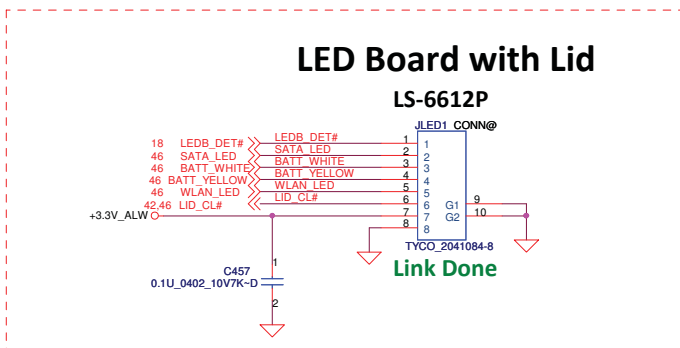 LED Board with Lid
LS-6612P
JLED1 CONN@
18 LEDB_DET# LEDB_DET# 1 1
46 SATA_LED SATA_LED 2 2
46 BATT_WHITE BATT_WHITE 3 3
46 BATT_YELLOW BATT_YELLOW 4 4
46 WLAN_LED WLAN_LED 5 5
42,46 LID_CL# LID_CL# 6 6 G1 9
+3.3V_ALW 7 7 G2 10
8 8
TYCO_2041084-8
Link Done
1
C457
0.1U_0402_10V7K~D
2